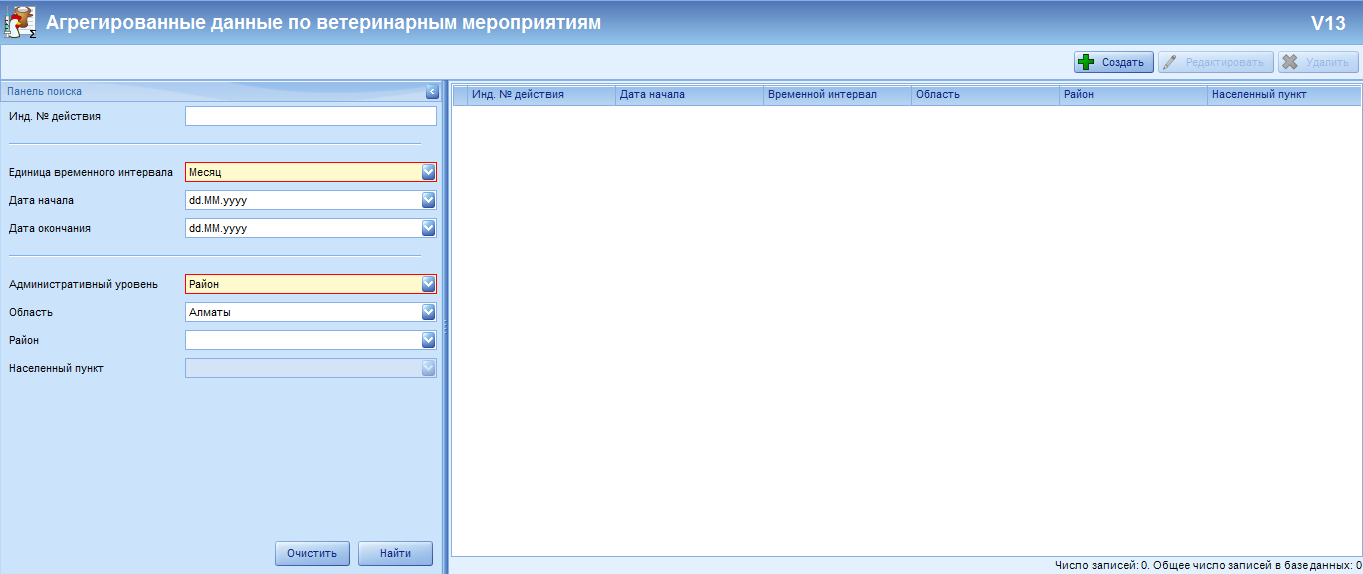 Агрегированные данные по ветеринарным мероприятиям V13
Создать Редактировать Удалить
Панель поиска
Инд. № действия
Единица временного интервала Месяц
Дата начала dd.MM.yyyy
Дата окончания dd.MM.yyyy
Административный уровень Район
Область Алматы
Район
Населенный пункт
Очистить Найти
Инд. № действия Дата начала Временной интервал Область Район Населенный пункт
Число записей: 0. Общее число записей в базе данных: 0